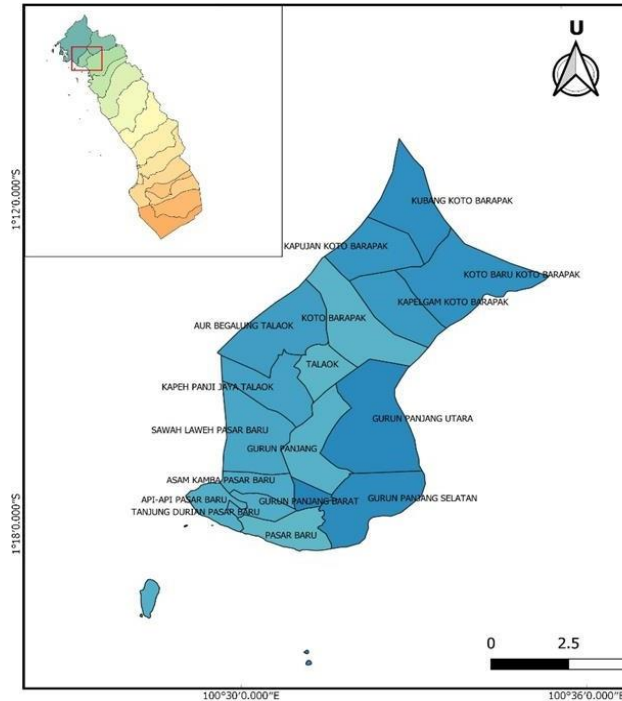 U
1°12'0.000"S
KUBANG KOTO BARAPAK
KAPUJAN KOTO BARAPAK
KOTO BARU KOTO BARAPAK
KAPELGAM KOTO BARAPAK
KOTO BARAPAK
AUR BEGALUNG TALAOK
TALAOK
KAPEH PANJI JAYA TALAOK
GURUN PANJANG UTARA
SAWAH LAWEH PASAR BARU
GURUN PANJANG
ASAM KAMBA PASAR BARU
API-API PASAR BARU
GURUN PANJANG BARAT
GURUN PANJANG SELATAN
TANJUNG DURIAN PASAR BARU
PASAR BARU
1°18'0.000"S
0 2.5
100°30'0.000"E 100°36'0.000"E